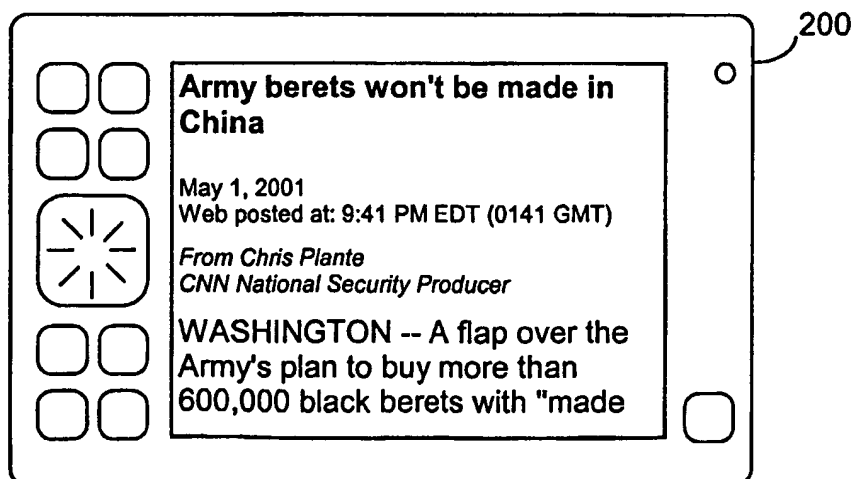 200
Army berets won't be made in
China
May 1, 2001
Web posted at: 9:41 PM EDT (0141 GMT)
From Chris Plante
CNN National Security Producer
WASHINGTON -- A flap over the
Army's plan to buy more than
600,000 black berets with "made